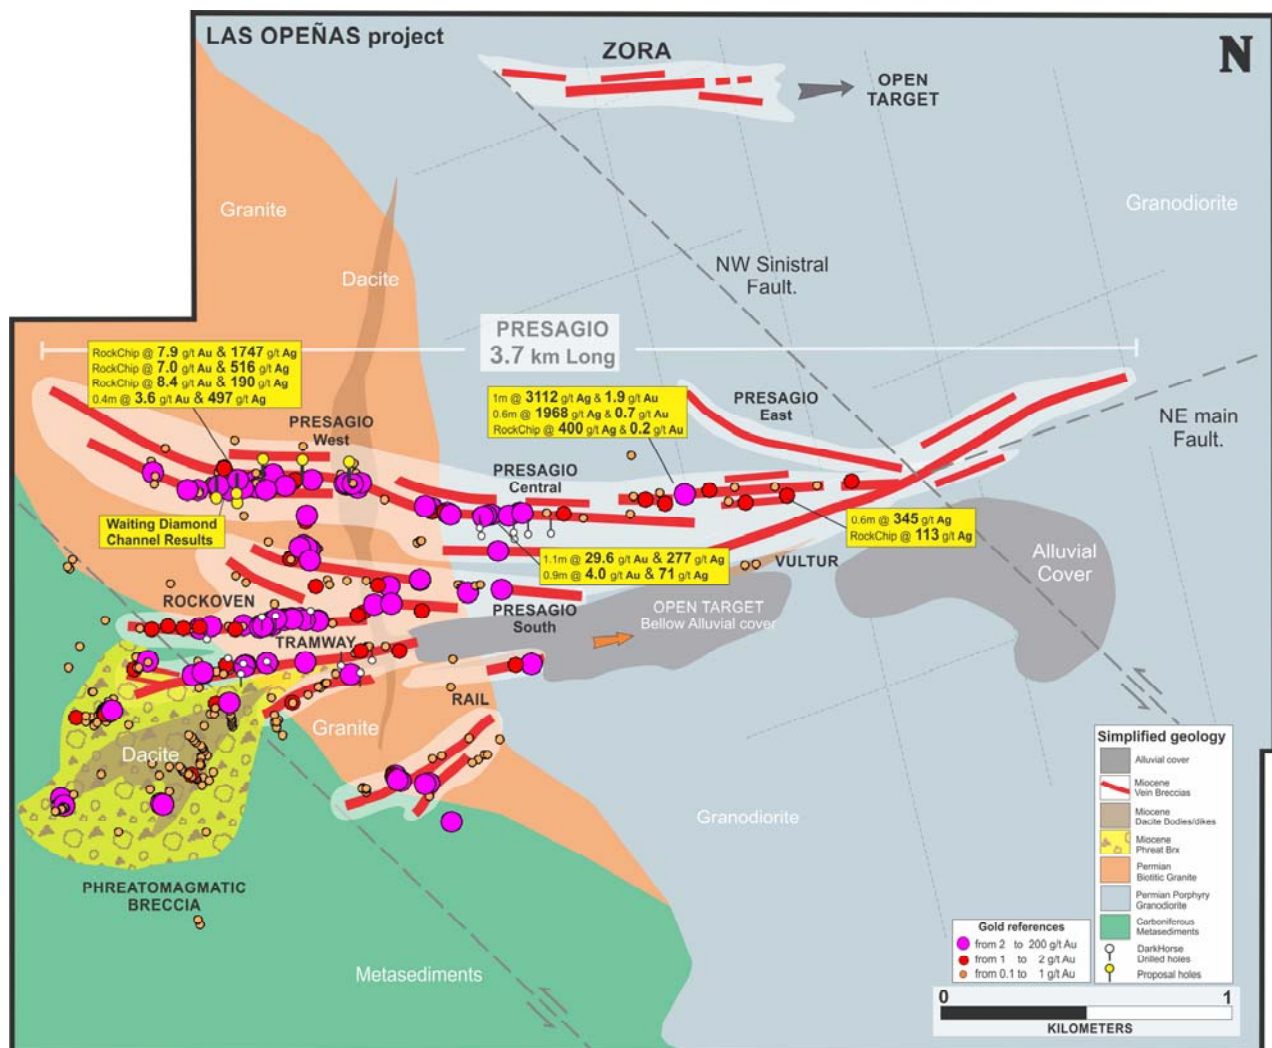 LAS OPEÑAS project
ZORA
N
OPEN
TARGET
Granite
Granodiorite
Dacite
NW Sinistral
Fault.
PRESAGIO
3.7 km Long
RockChip @ 7.9 g/t Au & 1747 g/t Ag
RockChip @ 7.0 g/t Au & 516 g/t Ag
RockChip @ 8.4 g/t Au & 190 g/t Ag
0.4m @ 3.6 g/t Au & 497 g/t Ag
1m @ 3112 g/t Ag & 1.9 g/t Au
0.6m @ 1968 g/t Ag & 0.7 g/t Au
RockChip @ 400 g/t Ag & 0.2 g/t Au
PRESAGIO
East
NE main
Fault.
PRESAGIO
West
PRESAGIO
Central
Waiting Diamond
Channel Results
0.6m @ 345 g/t Ag
RockChip @ 113 g/t Ag
1.1m @ 29.6 g/t Au & 277 g/t Ag
0.9m @ 4.0 g/t Au & 71 g/t Ag
VULTUR
Alluvial
Cover
ROCKOVEN
PRESAGIO
South
OPEN TARGET
Bellow Alluvial cover
TRAMWAY
RAIL
Granite
Dacite
Granodiorite
PHREATOMAGMATIC
BRECCIA
Metasediments
Simplified geology
Alluvial cover
Miocene
Vein Breccias
Miocene
Dacite Bodies/dikes
Miocene
Phreat Brx
Permian
Biotitic Granite
Permian Porphyry
Granodiorite
Carboniferous
Metasediments
DarkHorse
Drilled holes
Proposal holes
Gold references
from 2 to 200 g/t Au
from 1 to 2 g/t Au
from 0.1 to 1 g/t Au
0 1
KILOMETERS